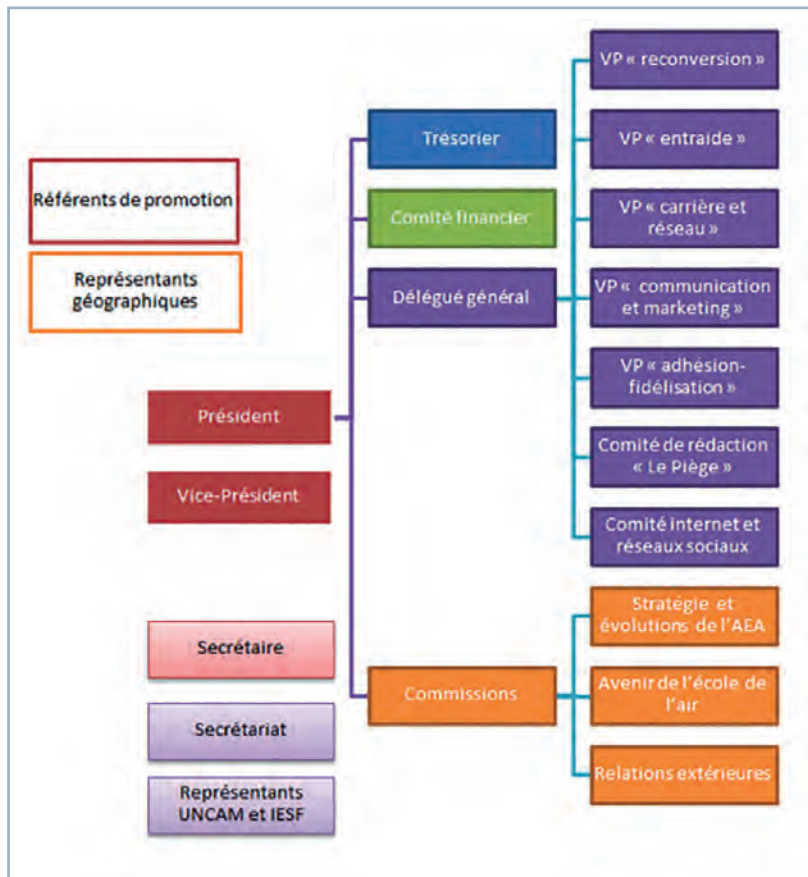 Référents de promotion
Représentants
géographiques
Président
Vice-Président
Secrétaire
Secrétariat
Représentants
UNCAM et IESF
Trésorier
Comité financier
Délégué général
Commissions
VP « reconversion »
VP « entraide »
VP « carrière et
réseau »
VP « communication
et marketing »
VP « adhésion-
fidélisation »
Comité de rédaction
« Le Piège »
Comité internet et
réseaux sociaux
Stratégie et
évolutions de l'AEA
Avenir de l'école de
l'air
Relations extérieures